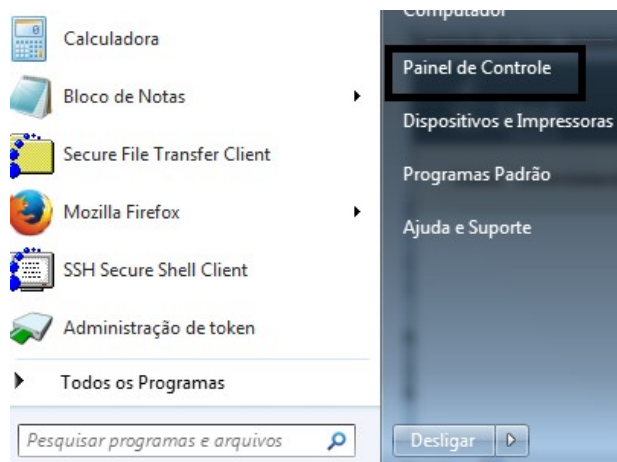 Calculadora
Bloco de Notas
Secure File Transfer Client
Mozilla Firefox
SSH Secure Shell Client
Administração de token
Todos os Programas
Pesquisar programas e arquivos
Computador
Painel de Controle
Dispositivos e Impressoras
Programas Padrão
Ajuda e Suporte
Desligar